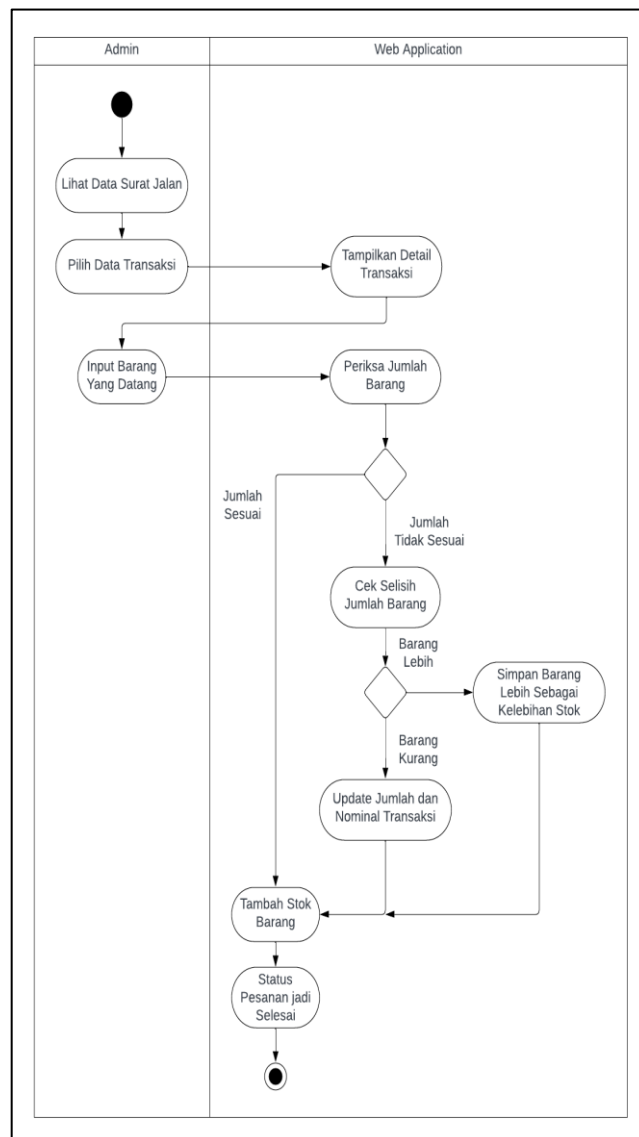 Admin
Web Application
Lihat Data Surat Jalan
Pilih Data Transaksi
Tampilkan Detail
Transaksi
Input Barang
Yang Datang
Periksa Jumlah
Barang
Jumlah
Sesuai
Jumlah
Tidak Sesuai
Cek Selisih
Jumlah Barang
Barang
Lebih
Simpan Barang
Lebih Sebagai
Kelebihan Stok
Barang
Kurang
Update Jumlah dan
Nominal Transaksi
Tambah Stok
Barang
Status
Pesanan jadi
Selesai